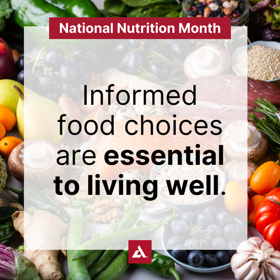 National Nutrition Month
Informed
food choices
are essential
to living well.